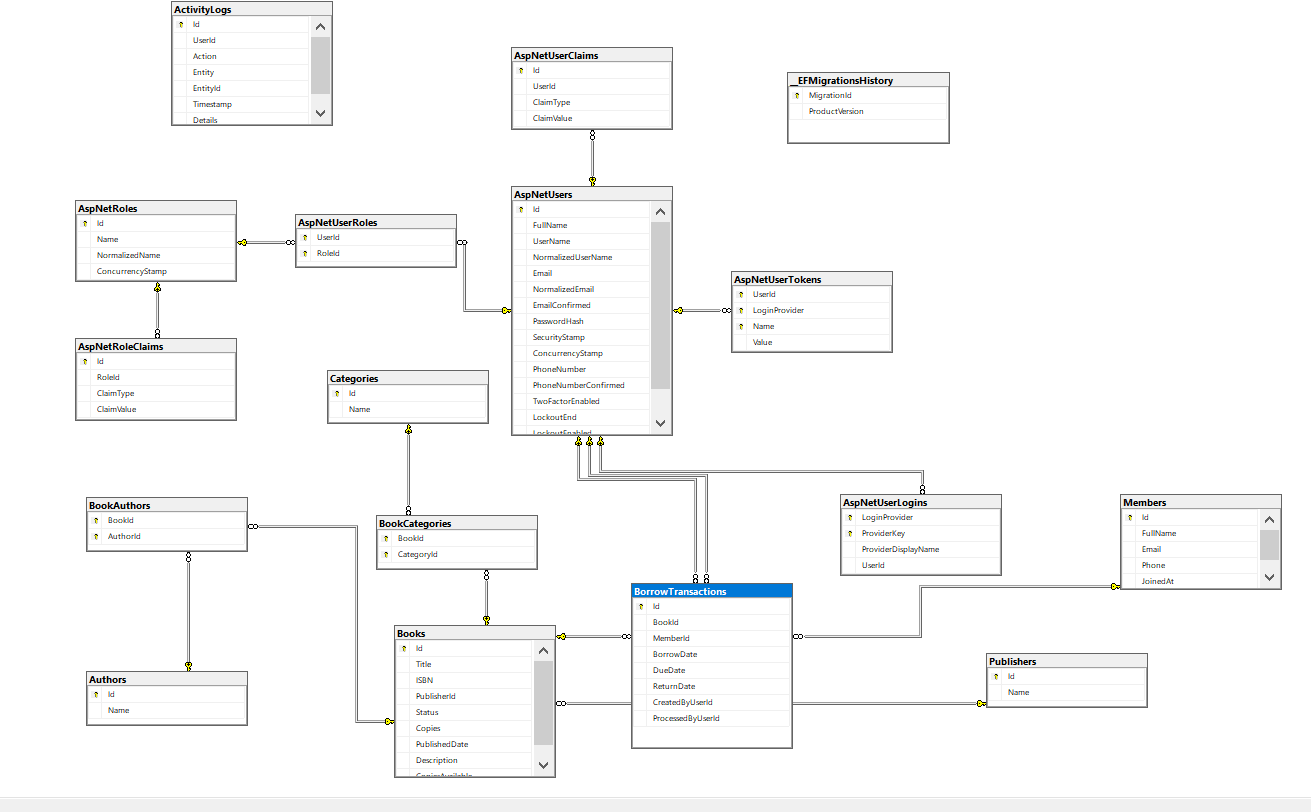 ActivityLogs
Id
UserId
Action
Entity
EntityId
Timestamp
Details
AspNetUserClaims
Id
UserId
ClaimType
ClaimValue
__EFMigrationsHistory
MigrationId
ProductVersion
AspNetRoles
Id
Name
NormalizedName
ConcurrencyStamp
AspNetUserRoles
UserId
RoleId
AspNetUsers
Id
FullName
UserName
NormalizedUserName
Email
NormalizedEmail
EmailConfirmed
PasswordHash
SecurityStamp
ConcurrencyStamp
PhoneNumber
PhoneNumberConfirmed
TwoFactorEnabled
LockoutEnd
LockoutEnabled
AspNetUserTokens
UserId
LoginProvider
Name
Value
AspNetRoleClaims
Id
RoleId
ClaimType
ClaimValue
Categories
Id
Name
BookAuthors
BookId
AuthorId
BookCategories
BookId
CategoryId
AspNetUserLogins
LoginProvider
ProviderKey
ProviderDisplayName
UserId
Members
Id
FullName
Email
Phone
JoinedAt
BorrowTransactions
Id
BookId
MemberId
BorrowDate
DueDate
ReturnDate
CreatedByUserId
ProcessedByUserId
Books
Id
Title
ISBN
PublisherId
Status
Copies
PublishedDate
Description
CopiesAvailable
Publishers
Id
Name
Authors
Id
Name